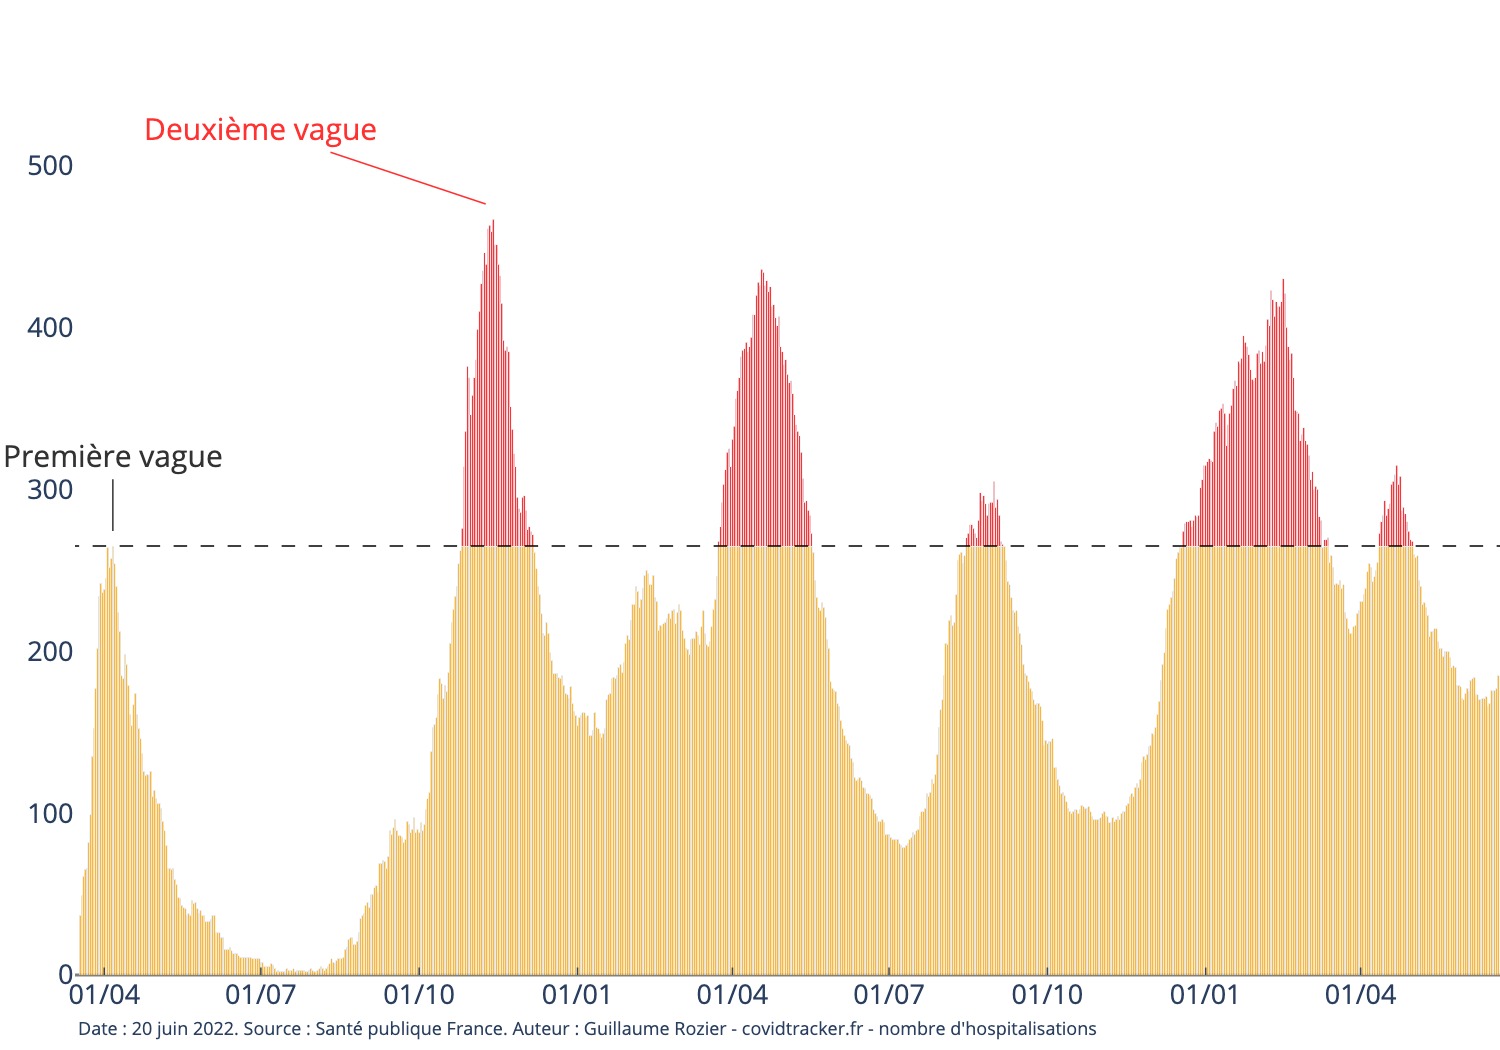 Deuxième vague
500
400
Première vague
300
200
100
0
01/04 01/07 01/10 01/01 01/04 01/07 01/10 01/01 01/04
Date : 20 juin 2022. Source : Santé publique France. Auteur : Guillaume Rozier - covidtracker.fr - nombre d'hospitalisations